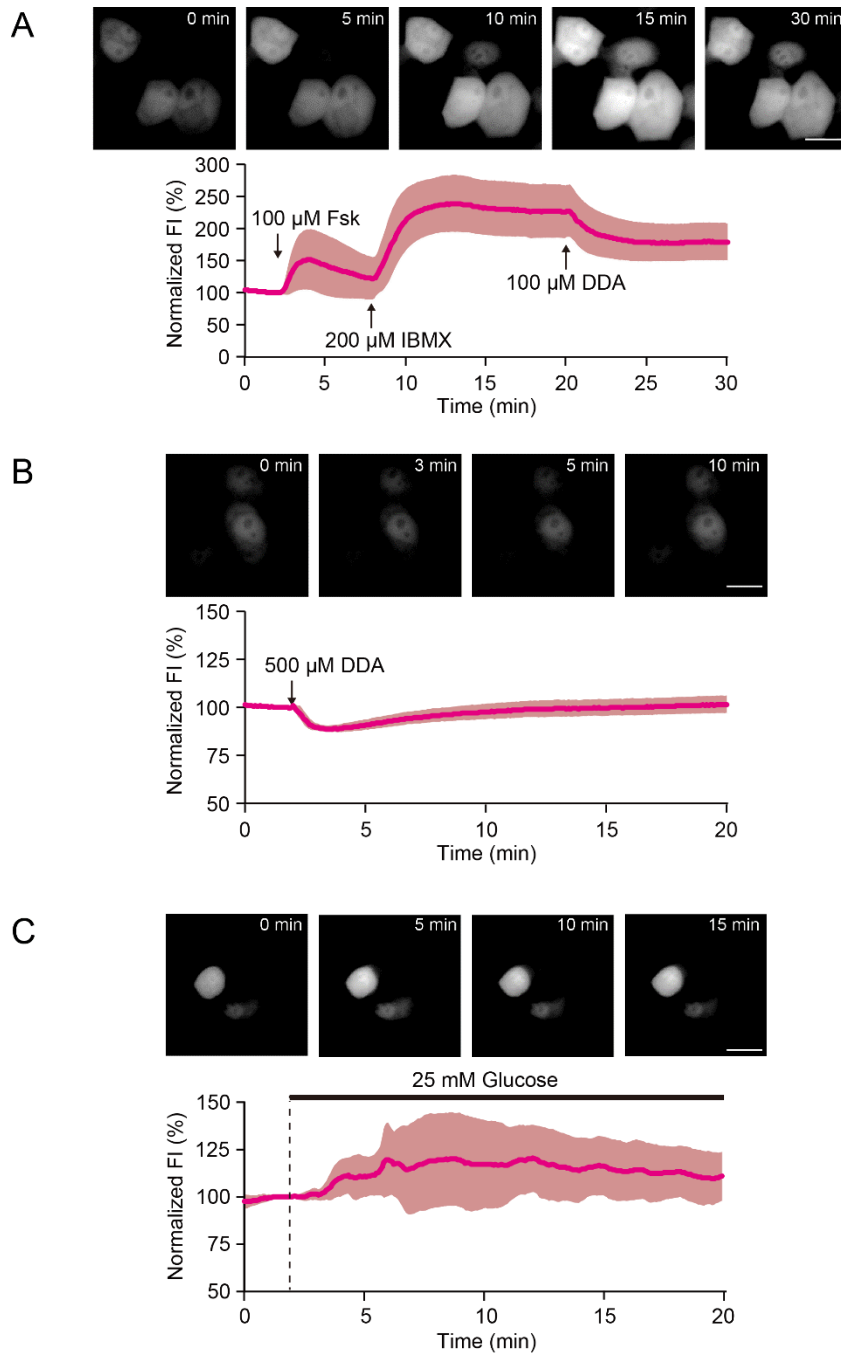 A
0 min 5 min 10 min 15 min 30 min
Normalized FI (%)
300
250
200
150
100
50
0
100 µM Fsk
200 µM IBMX
100 µM DDA
0 5 10 15 20 25 30
Time (min)
B
0 min 3 min 5 min 10 min
Normalized FI (%)
150
125
100
75
50
500 µM DDA
0 5 10 15 20
Time (min)
C
0 min 5 min 10 min 15 min
25 mM Glucose
Normalized FI (%)
150
125
100
75
50
0 5 10 15 20
Time (min)